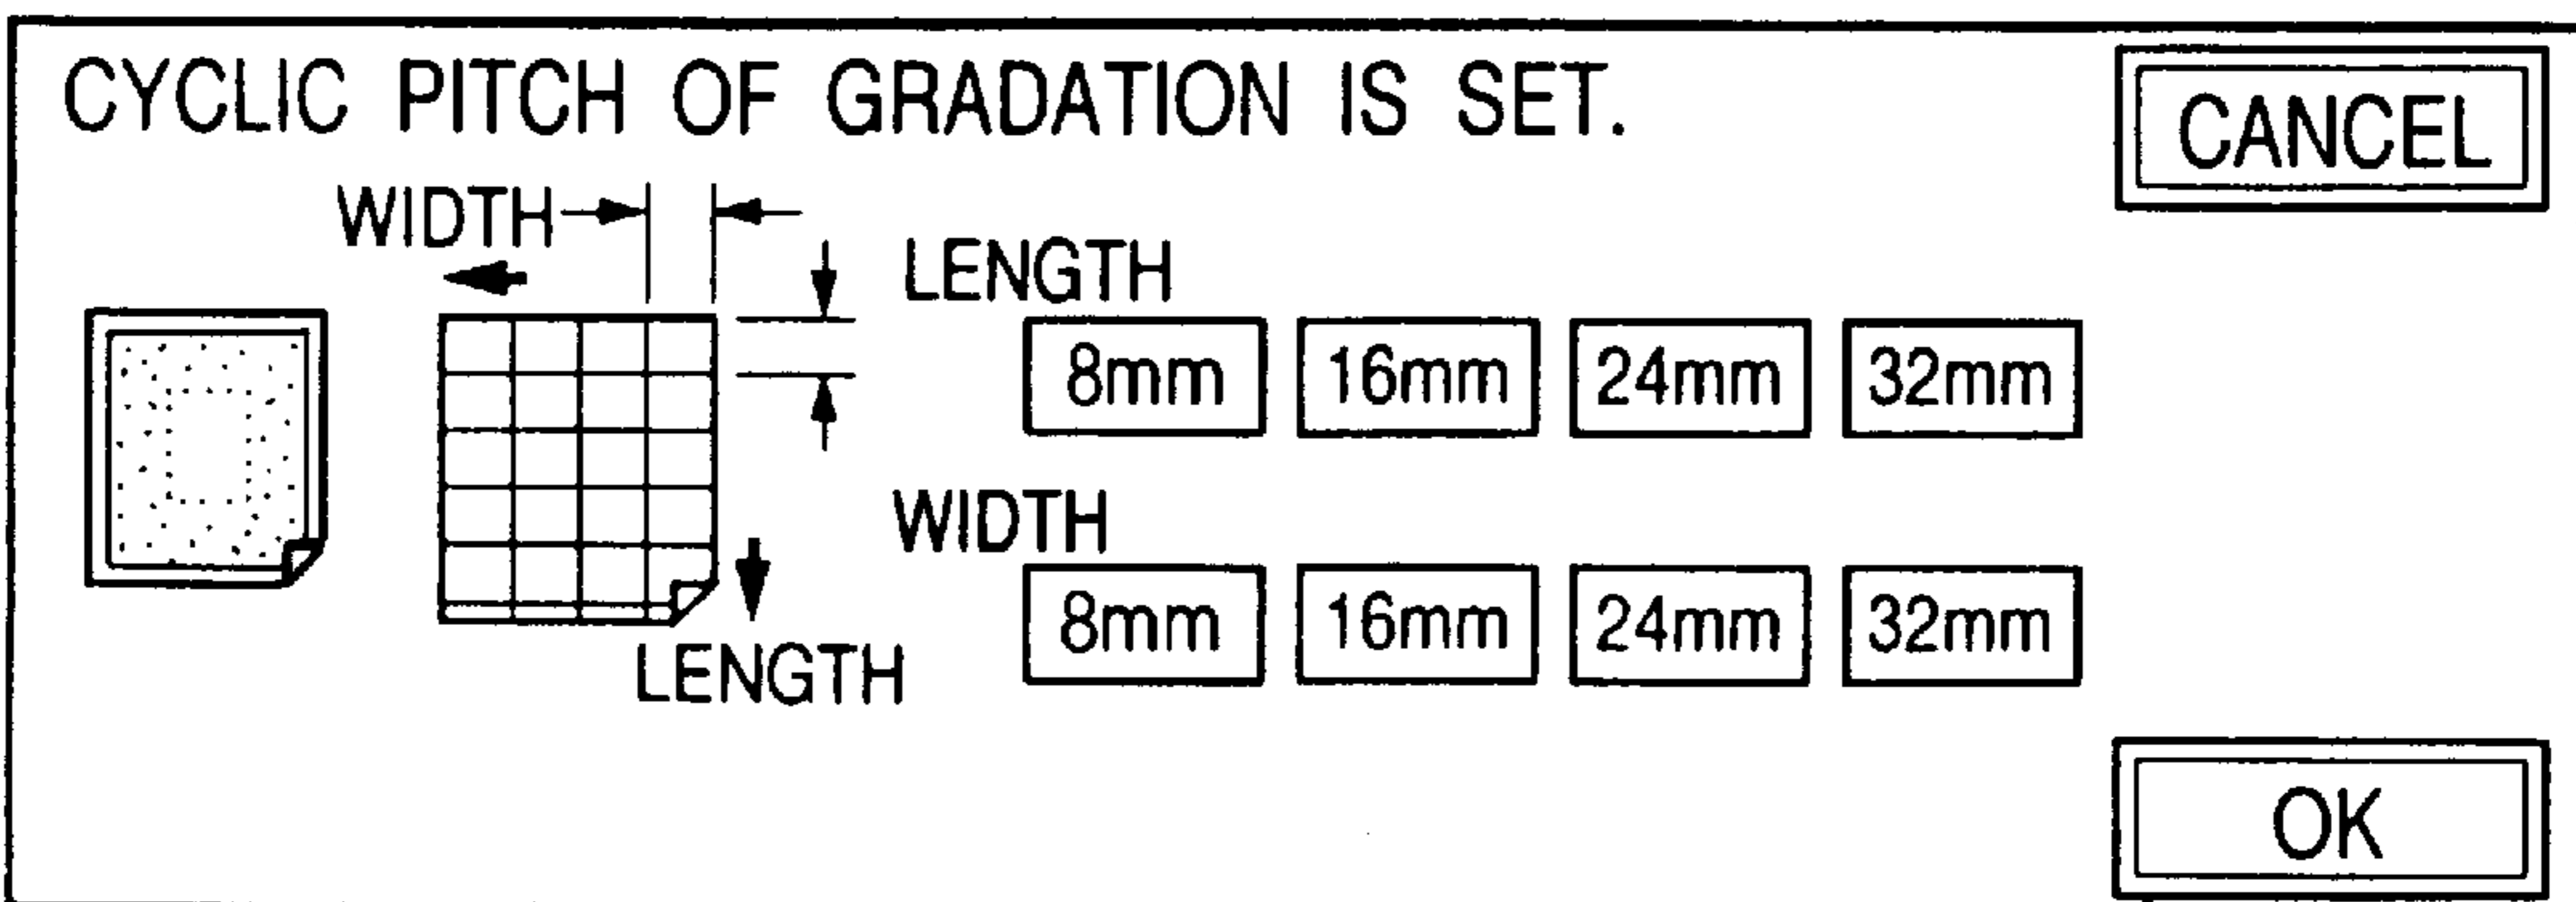 CYCLIC PITCH OF GRADATION IS SET.
CANCEL
WIDTH
LENGTH
8mm 16mm 24mm 32mm
WIDTH
8mm 16mm 24mm 32mm
LENGTH
OK